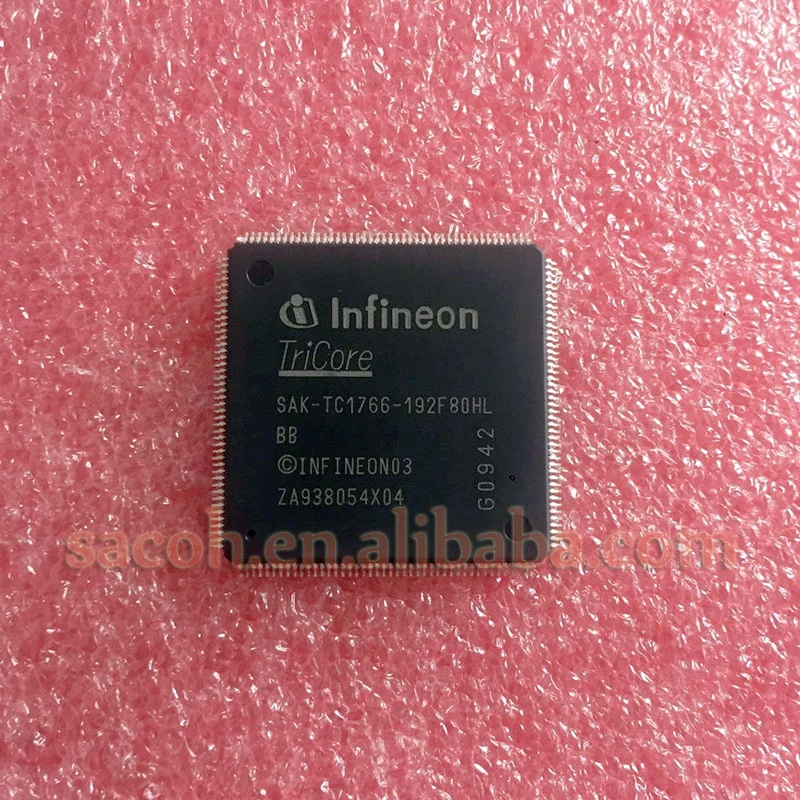 Infineon
TriCore
SAK-TC1766-192F80HL
BB
©INFINEON03
ZA938054X04
G0942
sacoh.en.alibaba.com